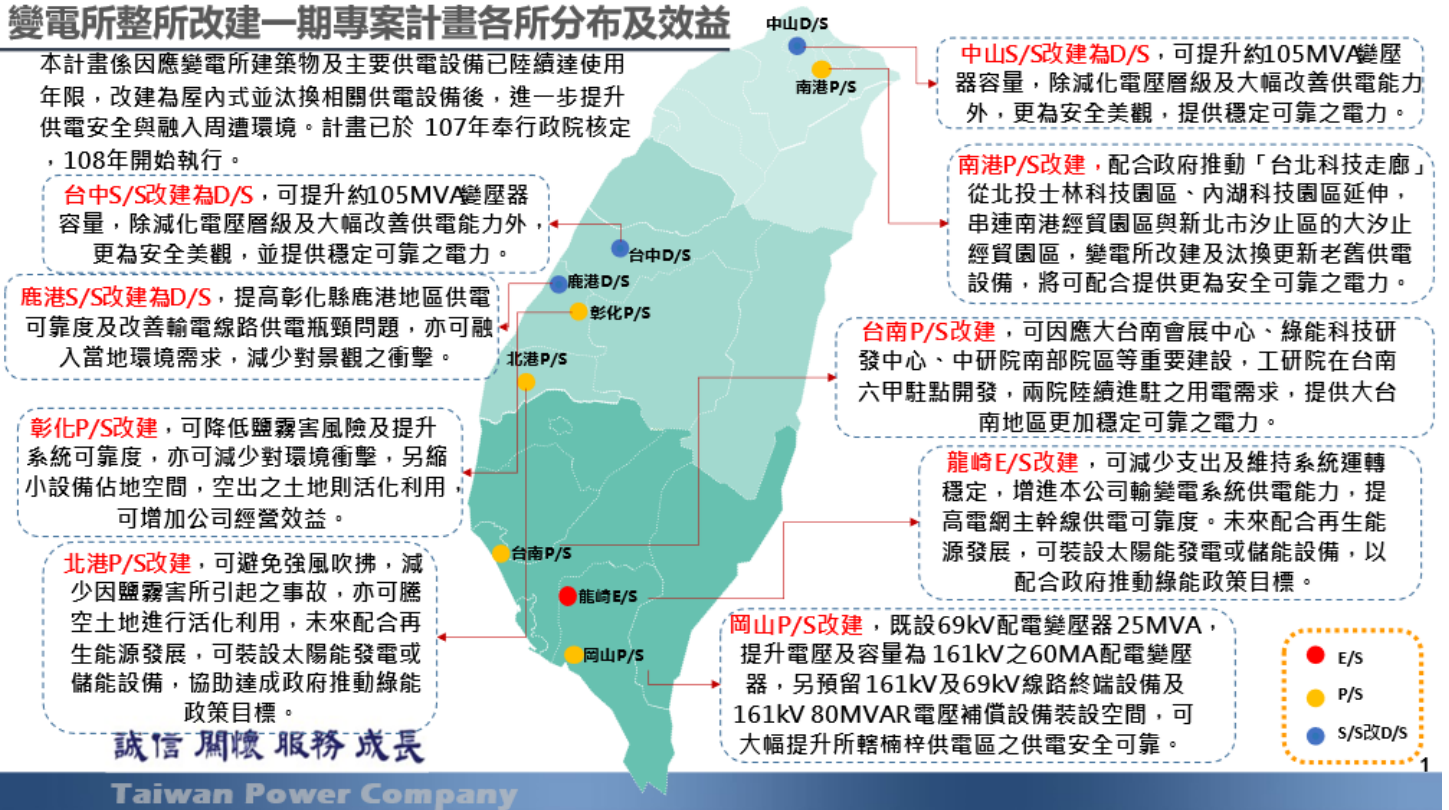 變電所整所改建一期專案計畫各所分布及效益
本計畫係因應變電所建築物及主要供電設備已陸續達使用
年限，改建為屋內式並汰換相關供電設備後，進一步提升
供電安全與融入周遭環境。計畫已於 107年奉行政院核定
，108年開始執行。
台中S/S改建為D/S，可提升約105MVA變壓器
容量，除減化電壓層級及大幅改善供電能力外，
更為安全美觀，並提供穩定可靠之電力。
鹿港S/S改建為D/S，提高彰化縣鹿港地區供電
可靠度及改善輸電線路供電瓶頸問題，亦可融
入當地環境需求，減少對景觀之衝擊。
彰化P/S改建，可降低鹽霧害風險及提升
系統可靠度，亦可減少對環境衝擊，另縮
小設備佔地空間，空出之土地則活化利用，
可增加公司經營效益。
北港P/S改建，可避免強風吹拂，減
少因鹽霧害所引起之事故，亦可騰
空土地進行活化利用，未來配合再
生能源發展，可裝設太陽能發電或
儲能設備，協助達成政府推動綠能
政策目標。
中山D/S
南港P/S
台中D/S
鹿港D/S
彰化P/S
北港P/S
台南P/S
龍崎E/S
岡山P/S
中山S/S改建為D/S，可提升約105MVA變壓
器容量，除減化電壓層級及大幅改善供電能力
外，更為安全美觀，提供穩定可靠之電力。
南港P/S改建，配合政府推動「台北科技走廊」
從北投士林科技園區、內湖科技園區延伸，
串連南港經貿園區與新北市汐止區的大汐止
經貿園區，變電所改建及汰換更新老舊供電
設備，將可配合提供更為安全可靠之電力。
台南P/S改建，可因應大台南會展中心、綠能科技研
發中心、中研院南部院區等重要建設，工研院在台南
六甲駐點開發，兩院陸續進駐之用電需求，提供大台
南地區更加穩定可靠之電力。
龍崎E/S改建，可減少支出及維持系統運轉
穩定，增進本公司輸變電系統供電能力，提
高電網主幹線供電可靠度。未來配合再生能
源發展，可裝設太陽能發電或儲能設備，以
配合政府推動綠能政策目標。
岡山P/S改建，既設69kV配電變壓器25MVA，
提升電壓及容量為161kV之60MA配電變壓
器，另預留161kV及69kV線路終端設備及
161kV 80MVAR電壓補償設備裝設空間，可
大幅提升所轄楠梓供電區之供電安全可靠。
E/S
P/S
S/S改D/S
誠信 關懷 服務 成長
Taiwan Power Company
1